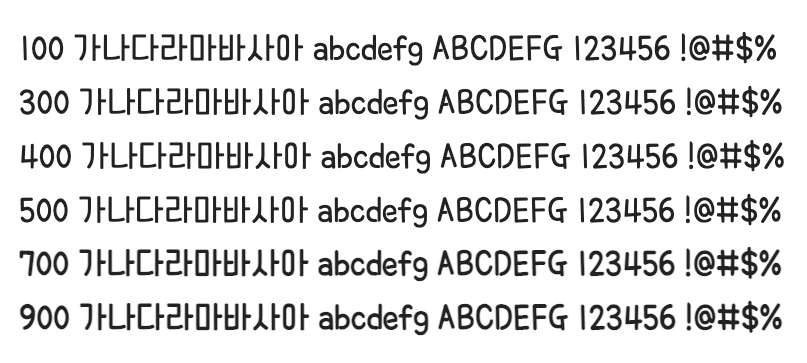 100 가나다라마바사아 abcdefg ABCDEFG 123456 !@#$%
300 가나다라마바사아 abcdefg ABCDEFG 123456 !@#$%
400 가나다라마바사아 abcdefg ABCDEFG 123456 !@#$%
500 가나다라마바사아 abcdefg ABCDEFG 123456 !@#$%
700 가나다라마바사아 abcdefg ABCDEFG 123456 !@#$%
900 가나다라마바사아 abcdefg ABCDEFG 123456 !@#$%